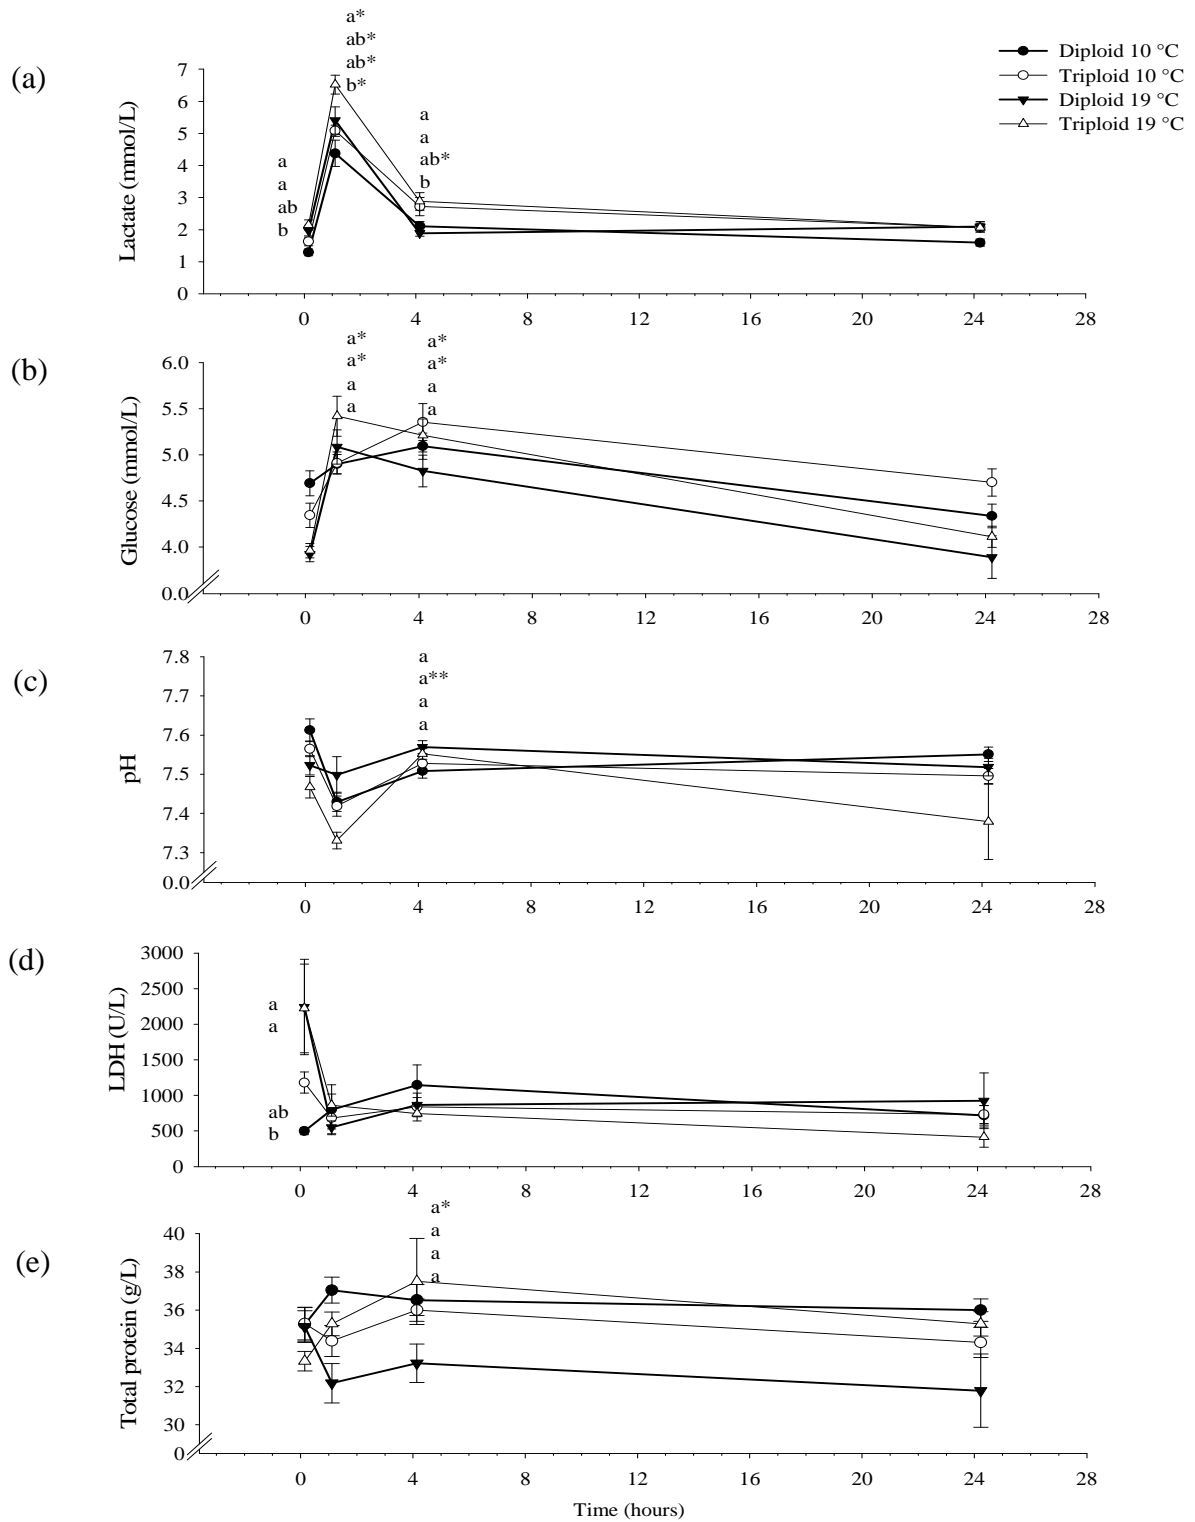 a*
ab*
ab*
b*
Diploid 10 °C
Triploid 10 °C
Diploid 19 °C
Triploid 19 °C
(a)
Lactate (mmol/L)
7
6
5
4
3
2
1
0
a
a
ab
b
a
a
ab*
b
0 4 8 12 16 20 24 28
(b)
Glucose (mmol/L)
6.0
5.5
5.0
4.5
4.0
0.0
a*
a*
a
a
a*
a*
a
a
0 4 8 12 16 20 24 28
(c)
pH
7.8
7.7
7.6
7.5
7.4
7.3
0.0
a
a**
a
a
0 4 8 12 16 20 24 28
(d)
LDH (U/L)
3000
2500
2000
1500
1000
500
0
a
a
ab
b
0 4 8 12 16 20 24 28
(e)
Total protein (g/L)
40
38
36
34
32
30
0
a*
a
a
a
0 4 8 12 16 20 24 28
Time (hours)